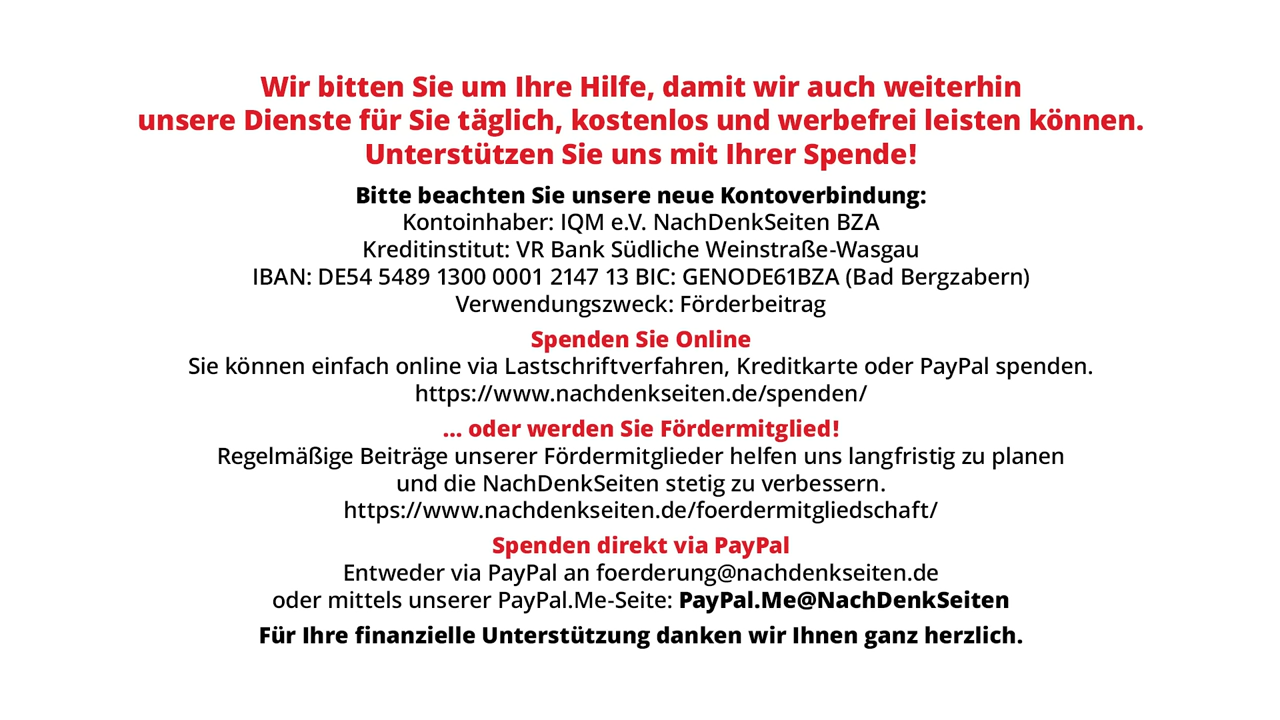 Wir bitten Sie um Ihre Hilfe, damit wir auch weiterhin
unsere Dienste für Sie täglich, kostenlos und werbefrei leisten können.
Unterstützen Sie uns mit Ihrer Spende!
Bitte beachten Sie unsere neue Kontoverbindung:
Kontoinhaber: IQM e.V. NachDenkSeiten BZA
Kreditinstitut: VR Bank Südliche Weinstraße-Wasgau
IBAN: DE54 5489 1300 0001 2147 13 BIC: GENODE61BZA (Bad Bergzabern)
Verwendungszweck: Förderbeitrag
Spenden Sie Online
Sie können einfach online via Lastschriftverfahren, Kreditkarte oder PayPal spenden.
https://www.nachdenkseiten.de/spenden/
... oder werden Sie Fördermitglied!
Regelmäßige Beiträge unserer Fördermitglieder helfen uns langfristig zu planen
und die NachDenkSeiten stetig zu verbessern.
https://www.nachdenkseiten.de/foerdermitgliedschaft/
Spenden direkt via PayPal
Entweder via PayPal an foerderung@nachdenkseiten.de
oder mittels unserer PayPal.Me-Seite: PayPal.Me@NachDenkSeiten
Für Ihre finanzielle Unterstützung danken wir Ihnen ganz herzlich.